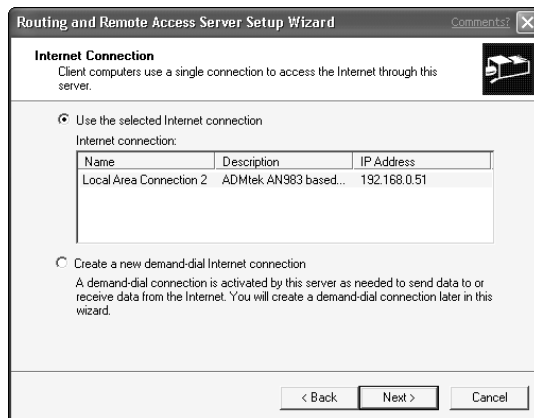 Routing and Remote Access Server Setup Wizard Comments?
Internet Connection
Client computers use a single connection to access the Internet through this
server.
Use the selected Internet connection
Internet connection:
Name Description IP Address
Local Area Connection 2 ADMtek AN983 based... 192.168.0.51
Create a new demand-dial Internet connection
A demand-dial connection is activated by this server as needed to send data to or
receive data from the Internet. You will create a demand-dial connection later in this
wizard.
< Back Next > Cancel